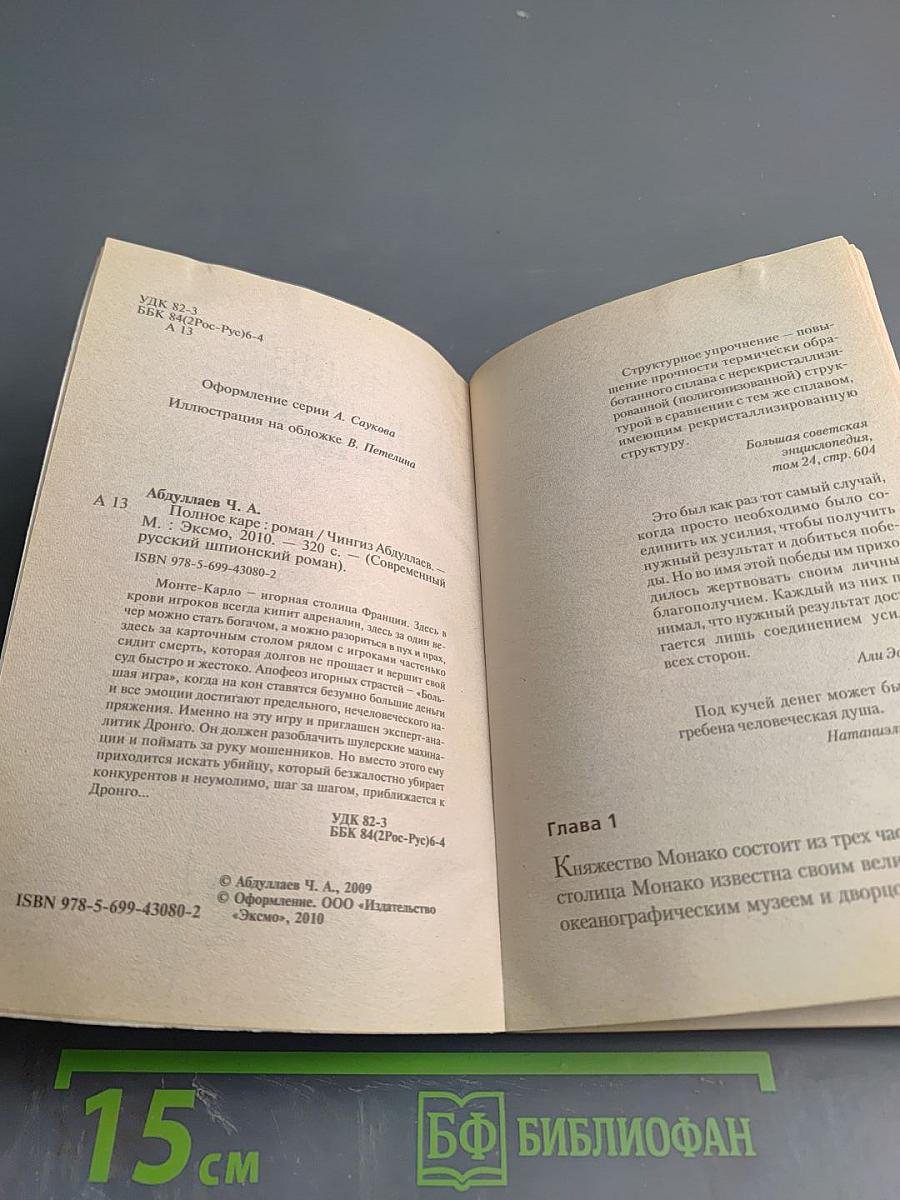 УДК 82-3
ББК 84(2Рос-Рус)6-4
А 13
Оформление серии А. Саукова
Иллюстрация на обложке В. Петелина
Абдуллаев Ч. А.
А 13 Полное каре : роман / Чингиз Абдуллаев. —
М. : Эксмо, 2010. — 320 с. — (Современный
русский шпионский роман).
ISBN 978-5-699-43080-2
Монте-Карло — игорная столица Франции. Здесь в
крови игроков всегда кипит адреналин, здесь за один ве-
чер можно стать богачом, а можно разориться в пух и прах,
здесь за карточным столом рядом с игроками частенько
сидит смерть, которая долгов не прощает и вершит свой
суд быстро и жестоко. Апофеоз игорных страстей — «Боль-
шая игра», когда на кон ставятся безумно большие деньги
и все эмоции достигают предельного, нечеловеческого на-
пряжения. Именно на эту игру и приглашен эксперт-ана-
литик Дронго. Он должен разоблачить шулерские махина-
ции и поймать за руку мошенников. Но вместо этого ему
приходится искать убийцу, который безжалостно убирает
конкурентов и неумолимо, шаг за шагом, приближается к
Дронго...
УДК 82-3
ББК 84(2Рос-Рус)6-4
© Абдуллаев Ч. А., 2009
© Оформление. ООО «Издательство
«Эксмо», 2010
ISBN 978-5-699-43080-2
Структурное упрочнение — повы-
шение прочности термически обра-
ботанного сплава с нерекристаллизи-
рованной (полигонизованной) струк-
турой в сравнении с тем же сплавом,
имеющим рекристаллизированную
структуру.
Большая советская
энциклопедия,
том 24, стр. 604
Это был как раз тот самый случай,
когда просто необходимо было со-
единить их усилия, чтобы получить
нужный результат и добиться побе-
ды. Но во имя этой победы им прихо-
дилось жертвовать своим личны
благополучием. Каждый из них п
нимал, что нужный результат дос
гается лишь соединением уси
всех сторон.
Али Эф
Под кучей денег может бы
гребена человеческая душа.
Натаниэл
Глава 1
Княжество Монако состоит из трех час
столица Монако известна своим вели
океанографическим музеем и дворцо
15 см
БФ БИБЛИОФАН